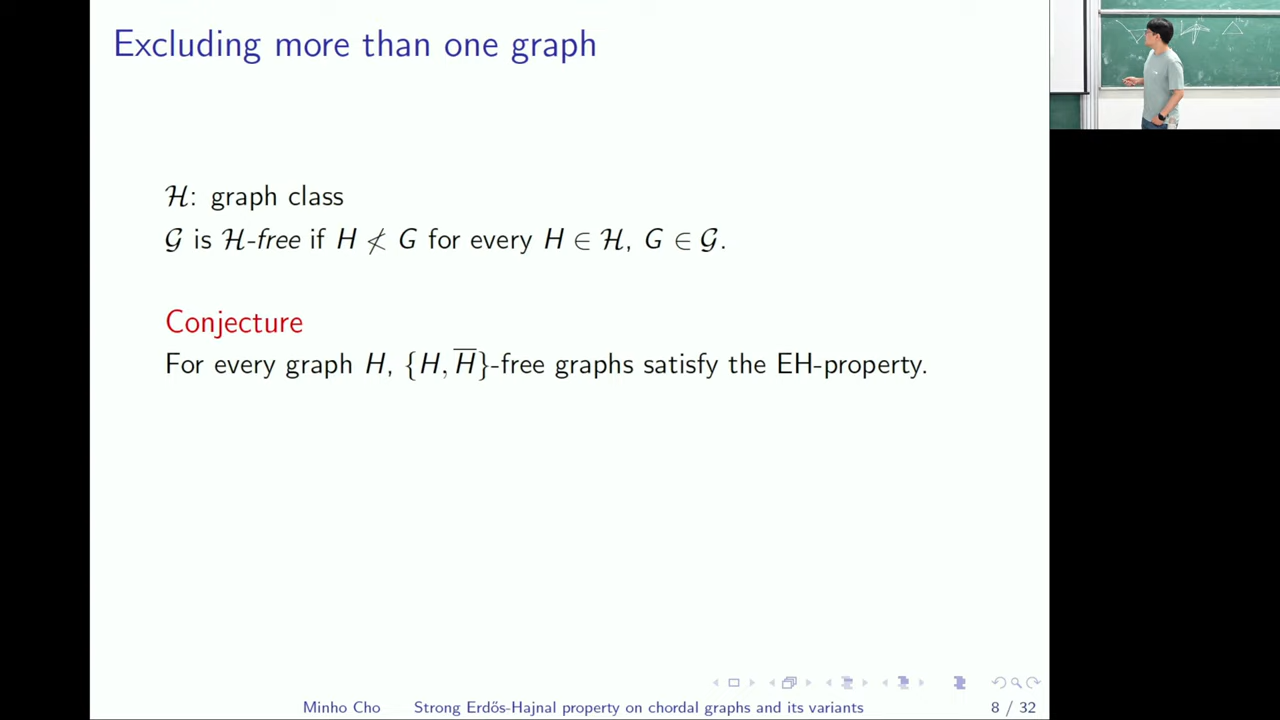 Excluding more than one graph
ℋ: graph class
𝒢 is ℋ-free if H ⊀ G for every H ∈ ℋ, G ∈ 𝒢.
Conjecture
For every graph H, {H, H̅}-free graphs satisfy the EH-property.
Minho Cho Strong Erdős-Hajnal property on chordal graphs and its variants 8 / 32